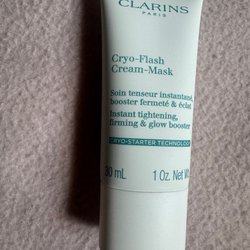 CLARINS
PARIS
Cryo-Flash
Cream-Mask
Soin tenseur instantané,
booster fermeté & éclat
Instant tightening,
firming & glow booster
CRYO-STARTER TECHNOLOGY
30 mL 1 Oz. Net